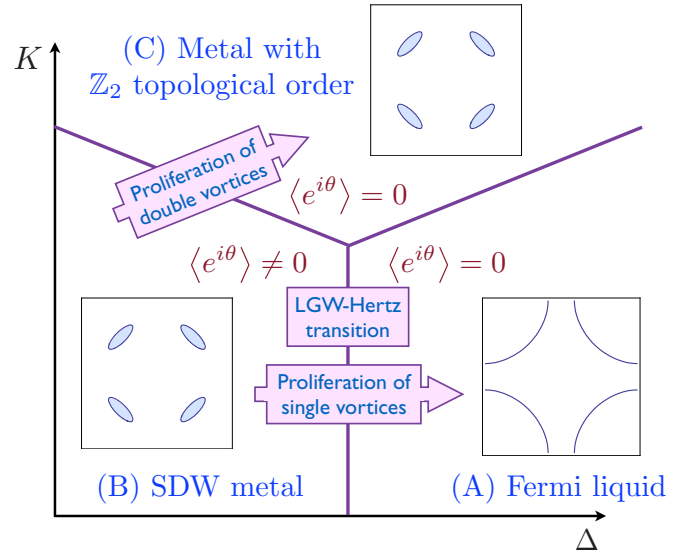 (C) Metal with
ℤ₂ topological order
K
Proliferation of
double vortices
⟨e^{iθ}⟩ = 0
⟨e^{iθ}⟩ ≠ 0
⟨e^{iθ}⟩ = 0
LGW-Hertz
transition
Proliferation of
single vortices
(B) SDW metal
(A) Fermi liquid
Δ